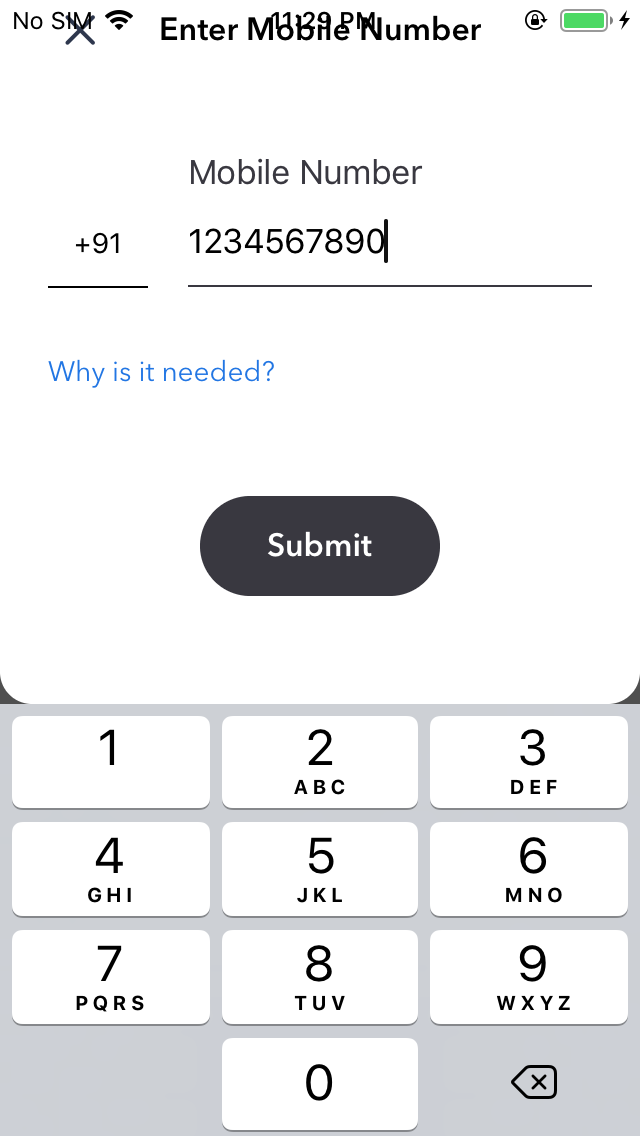 No SIM 11:29 PM
Enter Mobile Number
Mobile Number
+91 1234567890
Why is it needed?
Submit
1 2 3
ABC DEF
4 5 6
GHI JKL MNO
7 8 9
PQRS TUV WXYZ
0